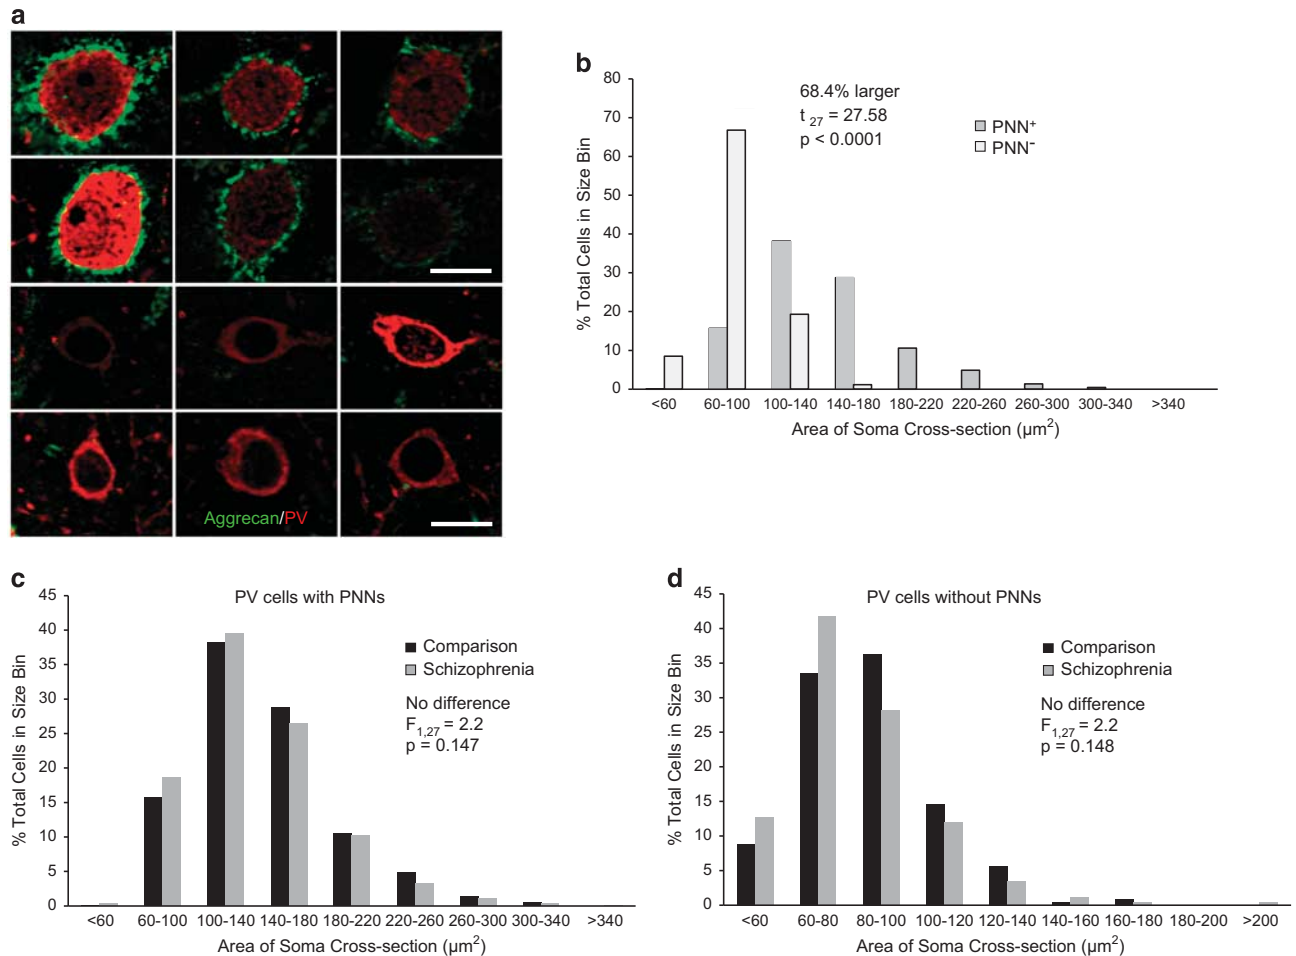 a
Aggrecan/PV
b
80
70
60
50
40
30
20
10
0
% Total Cells in Size Bin
68.4% larger
t 27 = 27.58
p < 0.0001
PNN+
PNN-
<60 60-100 100-140 140-180 180-220 220-260 260-300 300-340 >340
Area of Soma Cross-section (µm2)
c
PV cells with PNNs
45
40
35
30
25
20
15
10
5
0
% Total Cells in Size Bin
Comparison
Schizophrenia
No difference
F1,27 = 2.2
p = 0.147
<60 60-100 100-140 140-180 180-220 220-260 260-300 300-340 >340
Area of Soma Cross-section (µm2)
d
PV cells without PNNs
45
40
35
30
25
20
15
10
5
0
% Total Cells in Size Bin
Comparison
Schizophrenia
No difference
F1,27 = 2.2
p = 0.148
<60 60-80 80-100 100-120 120-140 140-160 160-180 180-200 >200
Area of Soma Cross-section (µm2)